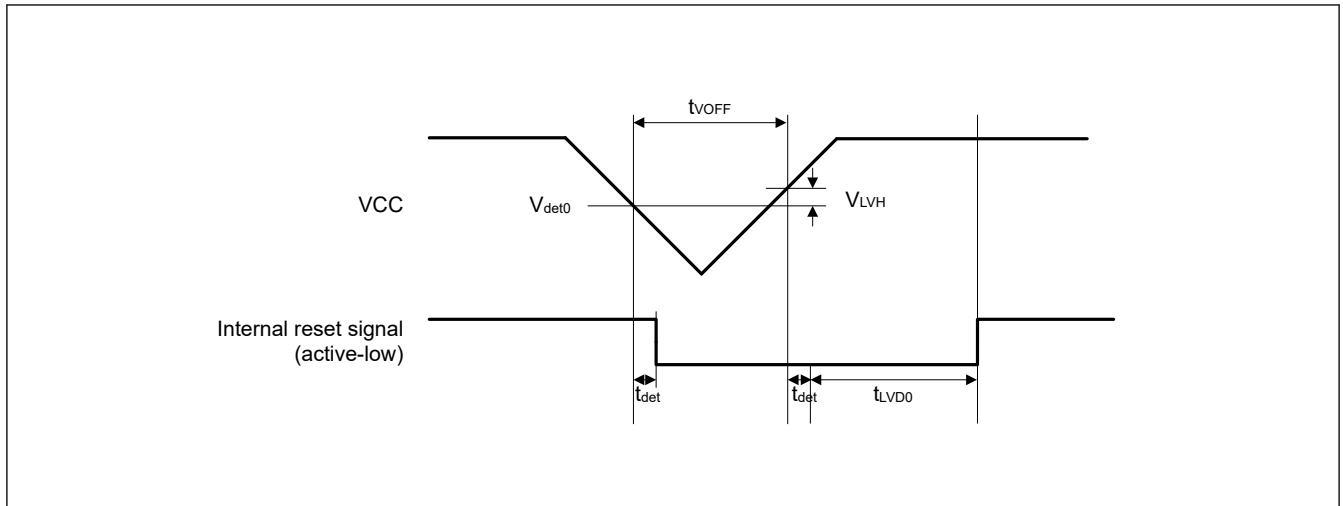 tVOFF
VCC
Vdet0
VLVH
Internal reset signal
(active-low)
tdet
tdet
tLVD0